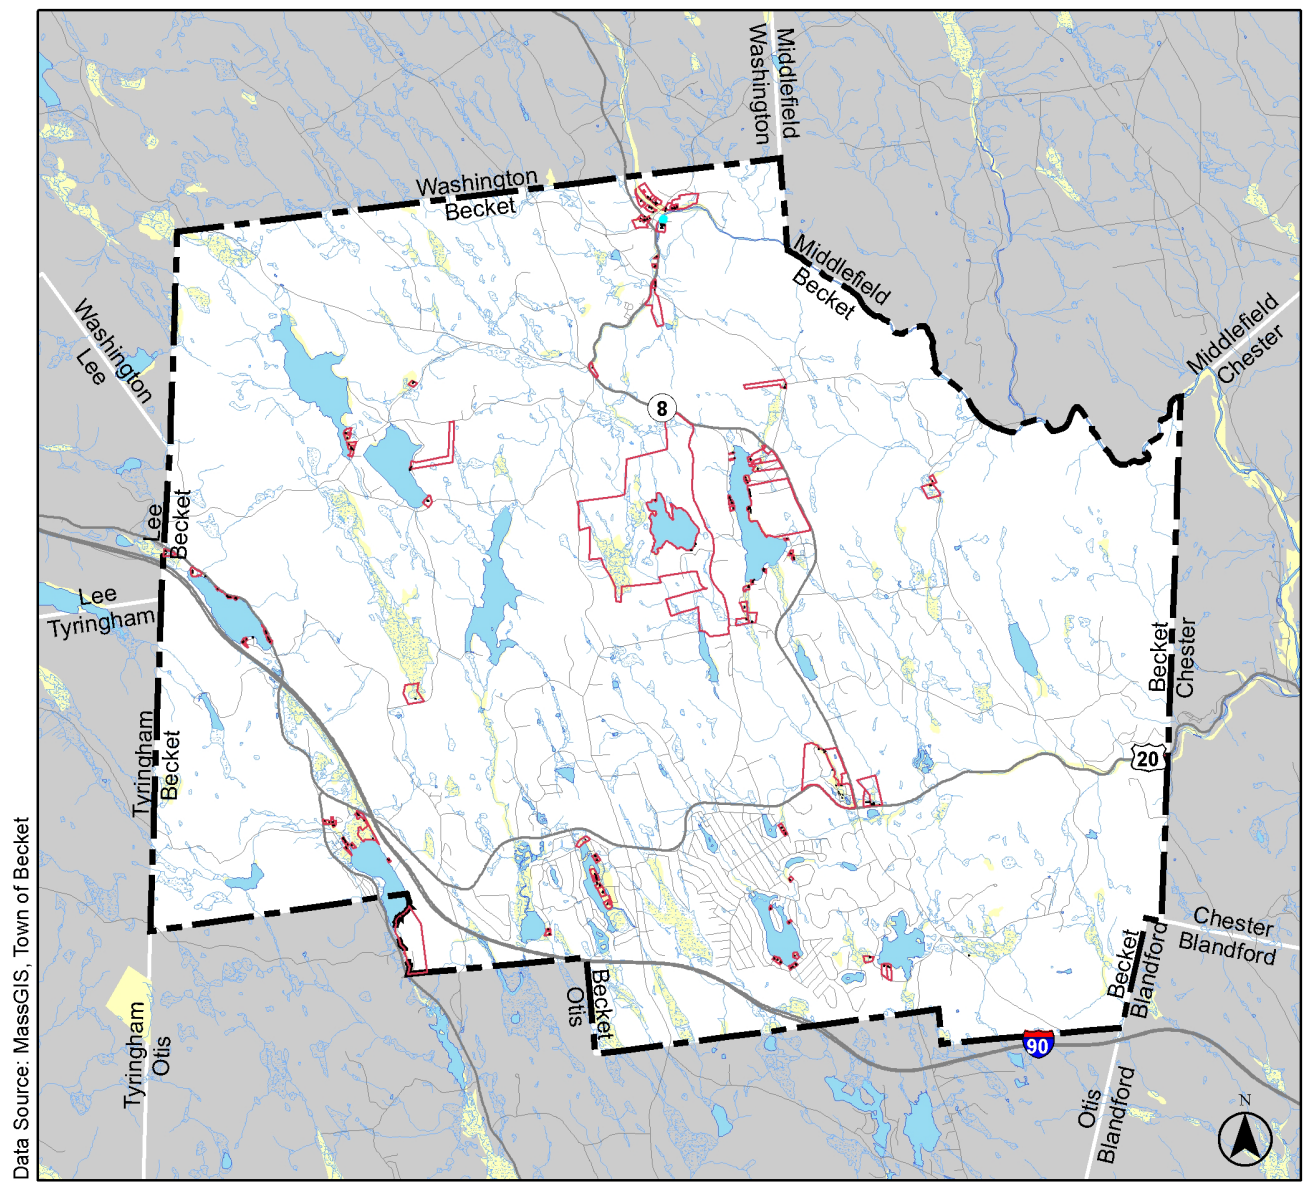 Middlefield
Washington
Washington
Becket
Middlefield
Becket
Middlefield
Chester
Washington
Lee
8
Lee
Becket
Lee
Tyringham
Becket
Chester
Tyringham
Becket
20
Chester
Blandford
Becket
Blandford
Becket
Otis
Tyringham
Otis
90
Otis
Blandford
N
Data Source: MassGIS, Town of Becket